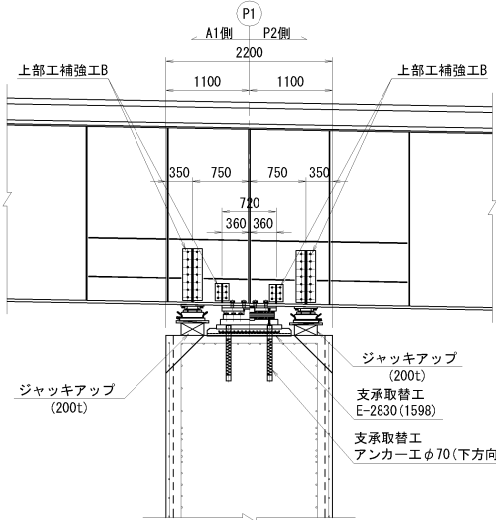 P1
A1側 P2側
2200
上部工補強工B 1100 1100 上部工補強工B
350 750 750 350
720
360 360
ジャッキアップ
(200t)
ジャッキアップ
(200t)
支承取替工
E-2830(1598)
支承取替工
アンカー工φ70(下方向